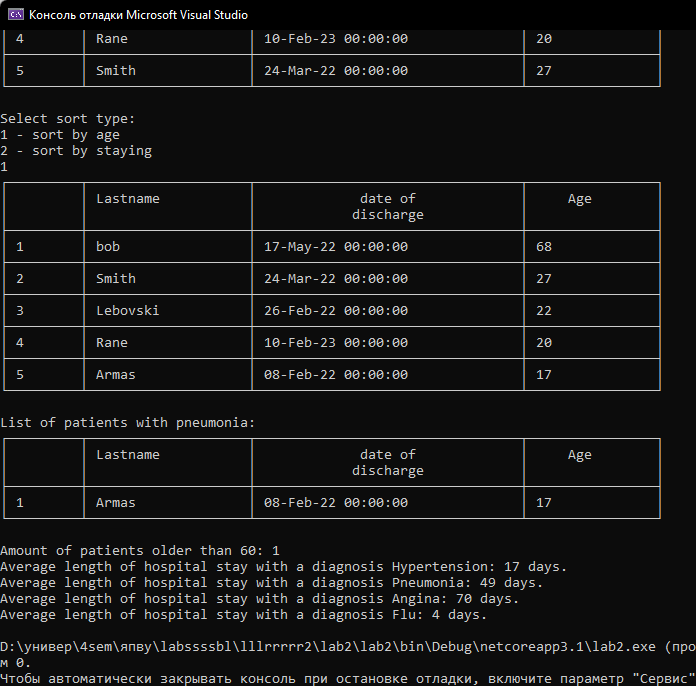 Консоль отладки Microsoft Visual Studio
4 Rane 10-Feb-23 00:00:00 20
5 Smith 24-Mar-22 00:00:00 27
Select sort type:
1 - sort by age
2 - sort by staying
1
Lastname date of Age
discharge
1 bob 17-May-22 00:00:00 68
2 Smith 24-Mar-22 00:00:00 27
3 Lebovski 26-Feb-22 00:00:00 22
4 Rane 10-Feb-23 00:00:00 20
5 Armas 08-Feb-22 00:00:00 17
List of patients with pneumonia:
Lastname date of Age
discharge
1 Armas 08-Feb-22 00:00:00 17
Amount of patients older than 60: 1
Average length of hospital stay with a diagnosis Hypertension: 17 days.
Average length of hospital stay with a diagnosis Pneumonia: 49 days.
Average length of hospital stay with a diagnosis Angina: 70 days.
Average length of hospital stay with a diagnosis Flu: 4 days.
D:\универ\4sem\япву\labssssbl\lllrrrrr2\lab2\lab2\bin\Debug\netcoreapp3.1\lab2.exe (про
м 0.
Чтобы автоматически закрывать консоль при остановке отладки, включите параметр "Сервис"